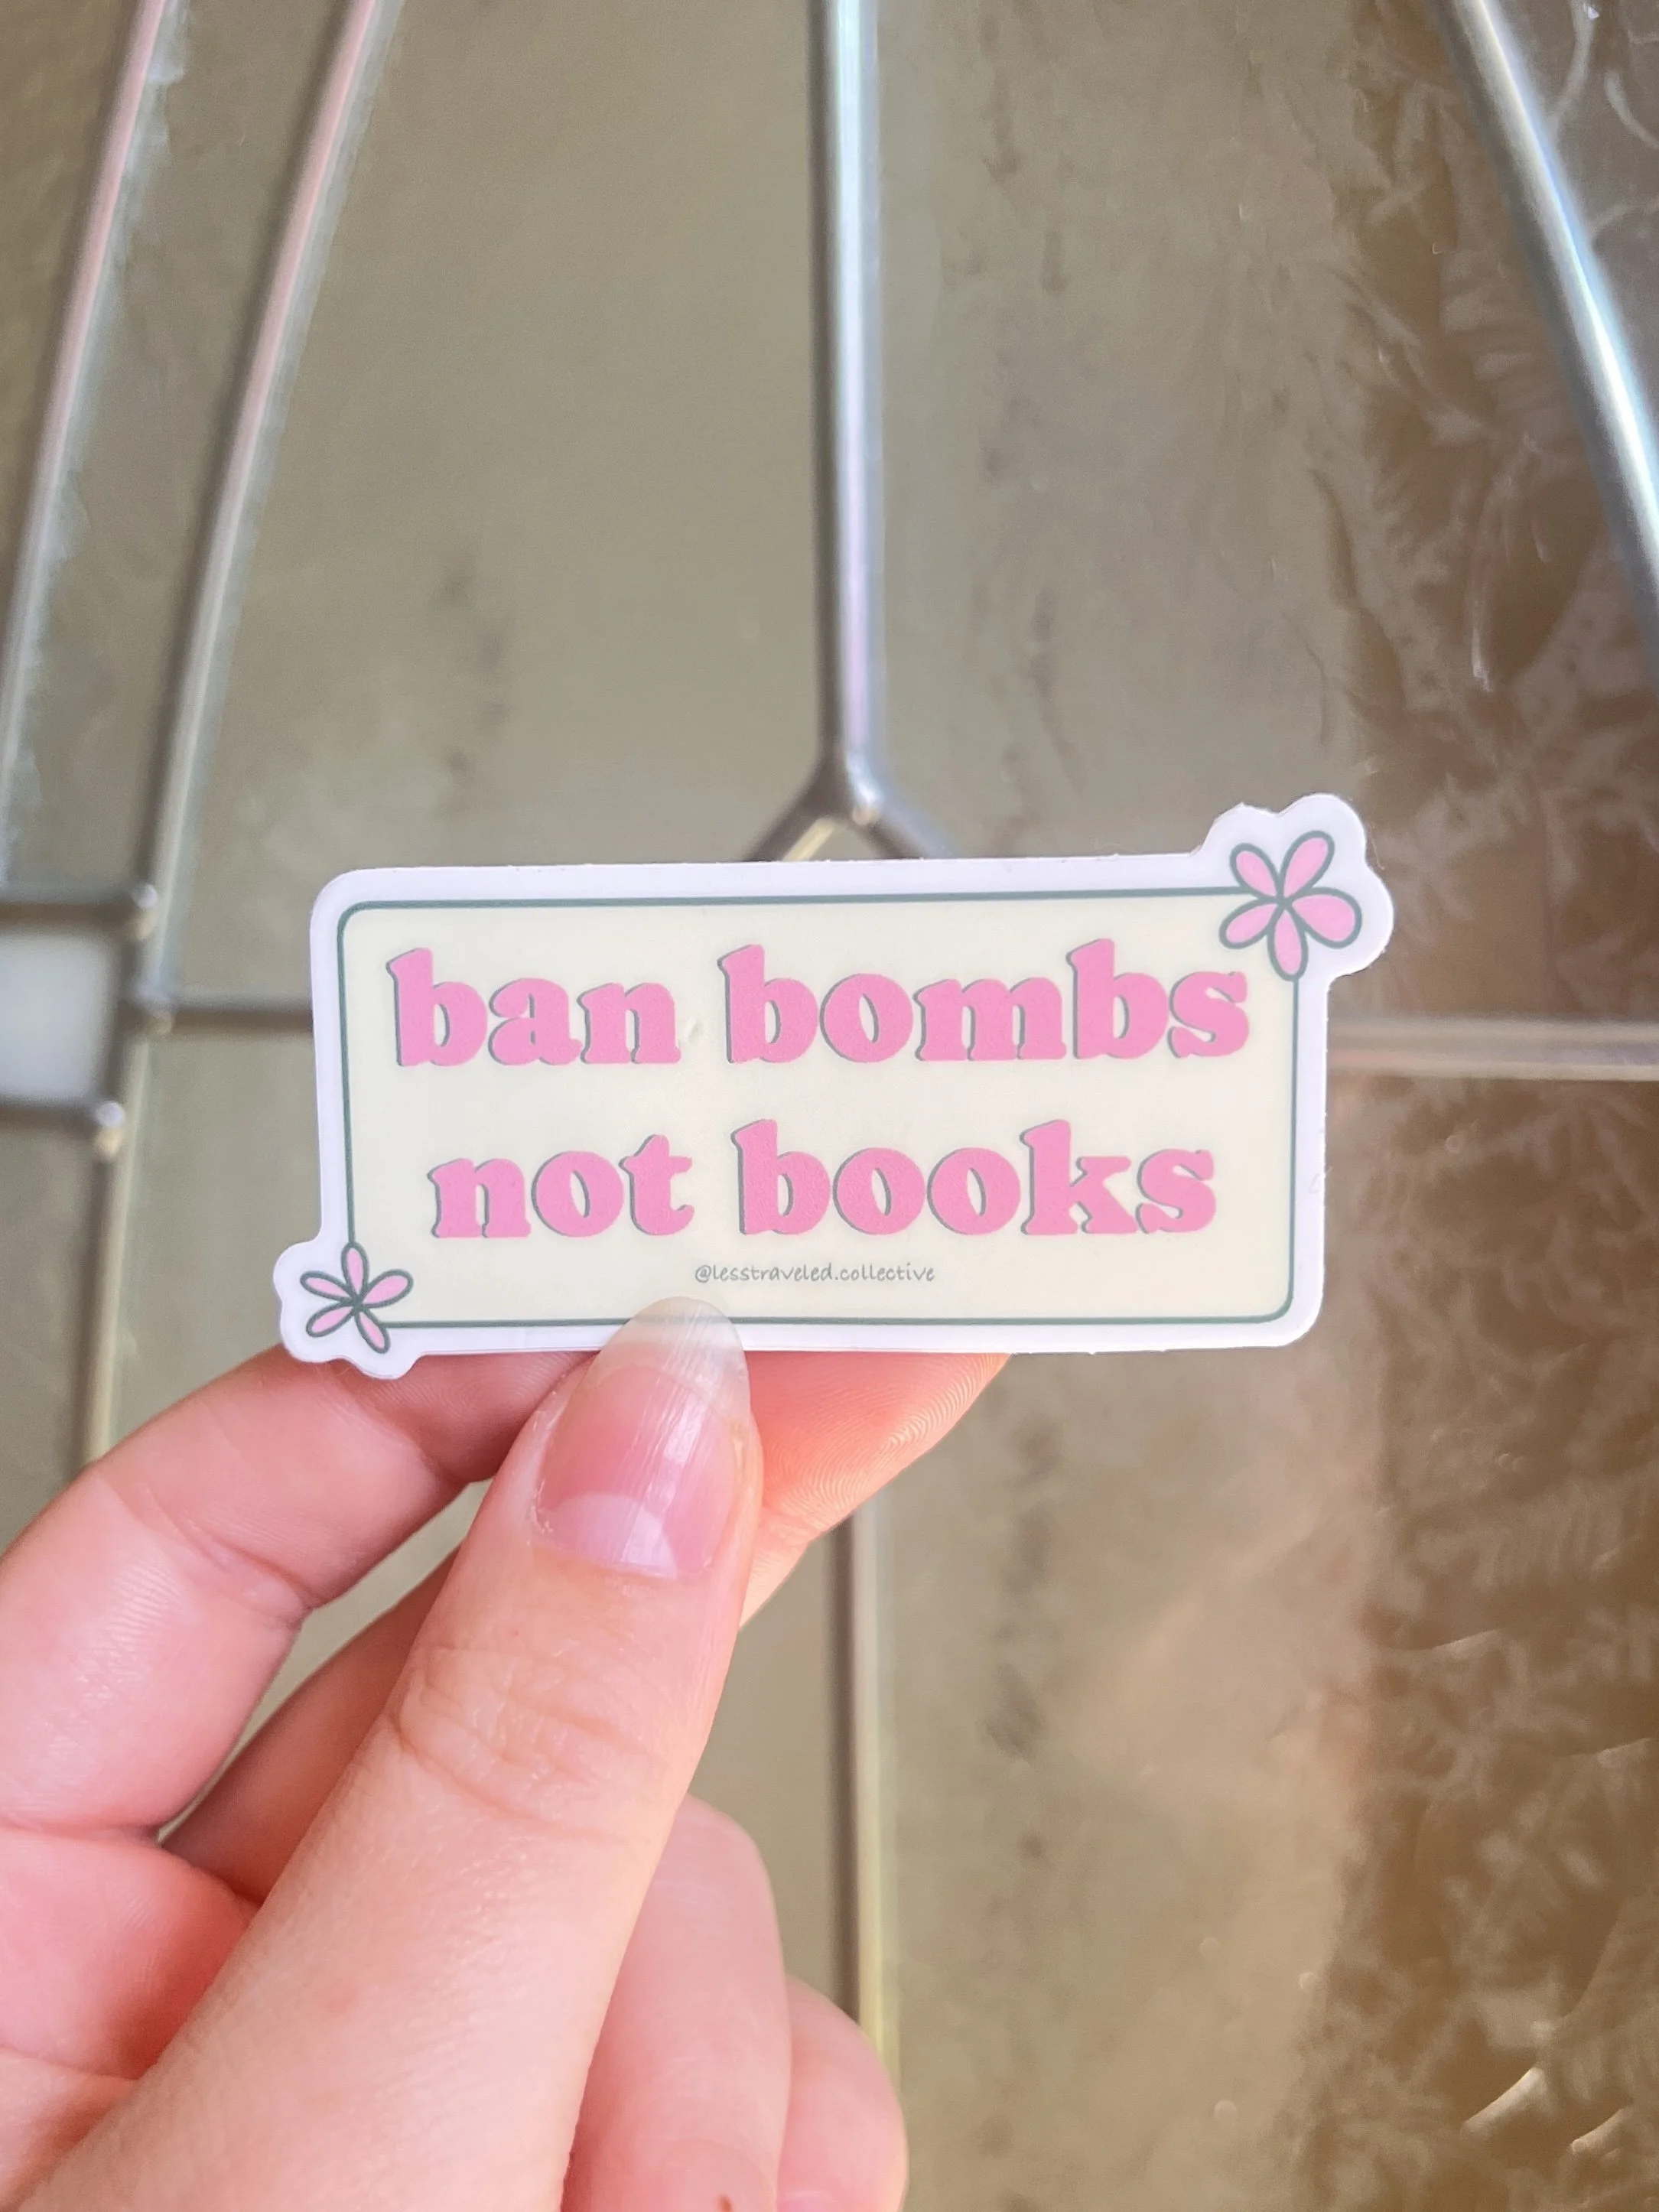 ban bombs
not books
@lesstraveled.collective